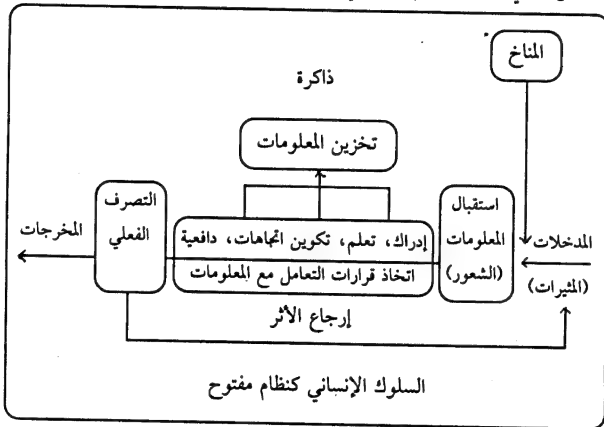 المناخ
ذاكرة
تخزين المعلومات
استقبال
المعلومات
(الشعور)
المدخلات
(المثيرات)
إدراك، تعلم، تكوين اتجاهات، دافعية
اتخاذ قرارات التعامل مع المعلومات
التصرف
الفعلي
المخرجات
إرجاع الأثر
السلوك الإنساني كنظام مفتوح